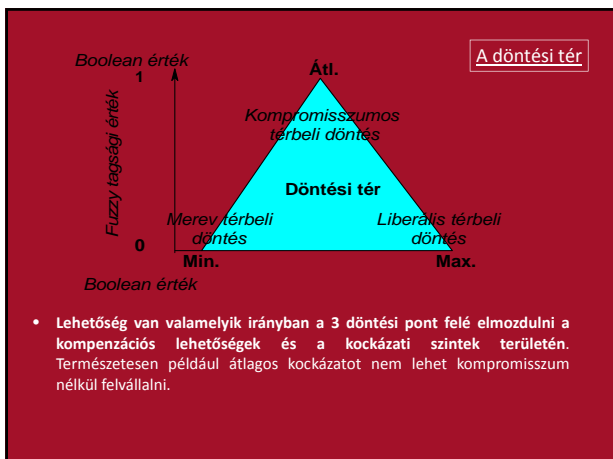 A döntési tér
Boolean érték
1
Átl.
Fuzzy tagsági érték
Kompromisszumos
térbeli döntés
Döntési tér
Merev térbeli
döntés
Liberális térbeli
döntés
0
Min.
Max.
Boolean érték
• Lehetőség van valamelyik irányban a 3 döntési pont felé elmozdulni a
kompenzációs lehetőségek és a kockázati szintek területén.
Természetesen például átlagos kockázatot nem lehet kompromisszum
nélkül felvállalni.